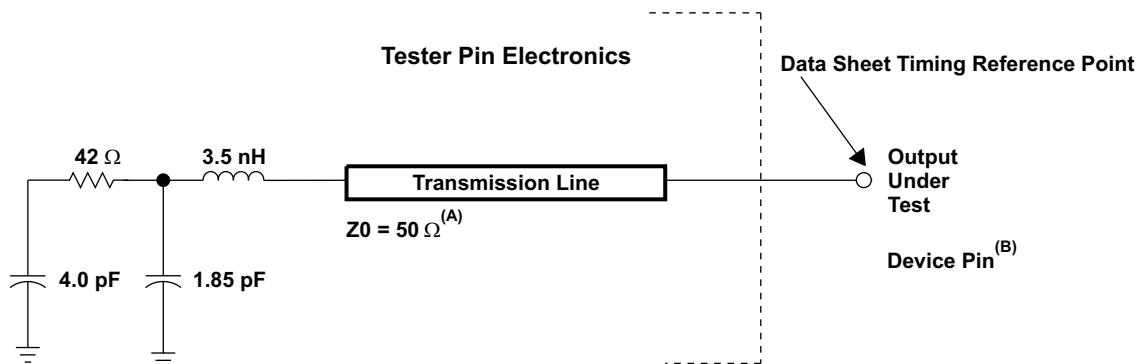 Tester Pin Electronics
Data Sheet Timing Reference Point
42 Ω
3.5 nH
Transmission Line
Output
Under
Test
Z0 = 50 Ω(A)
Device Pin(B)
4.0 pF
1.85 pF